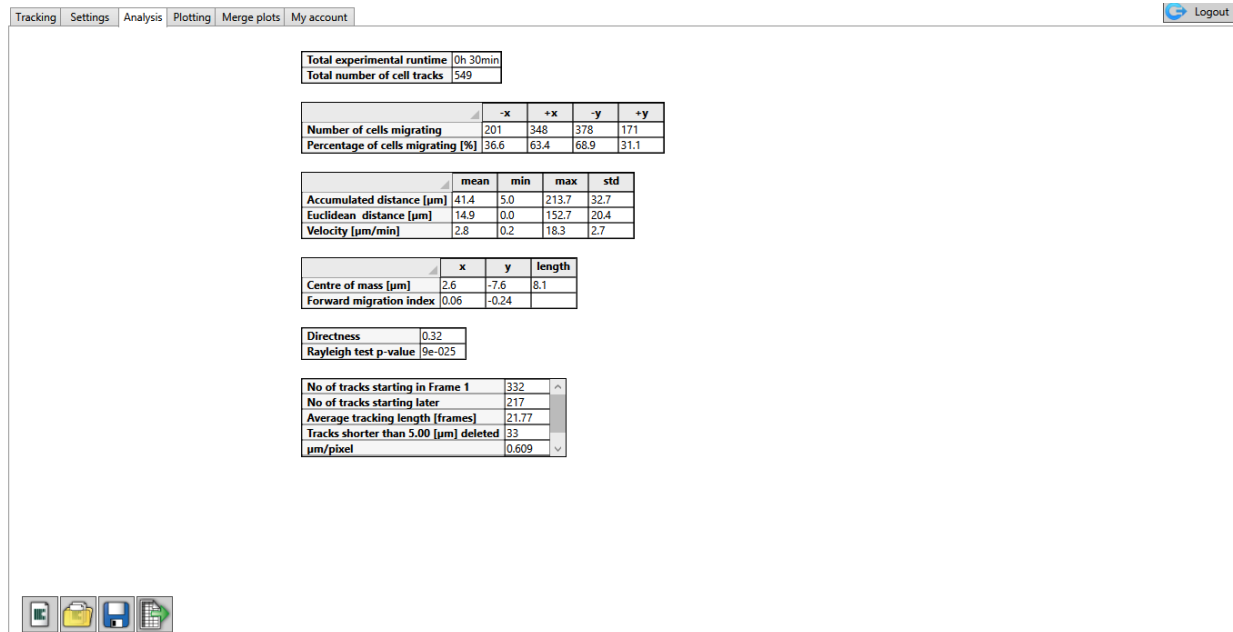 Tracking Settings Analysis Plotting Merge plots My account Logout
Total experimental runtime 0h 30min
Total number of cell tracks 549
-x +x -y +y
Number of cells migrating 201 348 378 171
Percentage of cells migrating [%] 36.6 63.4 68.9 31.1
mean min max std
Accumulated distance [µm] 41.4 5.0 213.7 32.7
Euclidean distance [µm] 14.9 0.0 152.7 20.4
Velocity [µm/min] 2.8 0.2 18.3 2.7
x y length
Centre of mass [µm] 2.6 -7.6 8.1
Forward migration index 0.06 -0.24
Directness 0.32
Rayleigh test p-value 9e-025
No of tracks starting in Frame 1 332
No of tracks starting later 217
Average tracking length [frames] 21.77
Tracks shorter than 5.00 [µm] deleted 33
µm/pixel 0.609